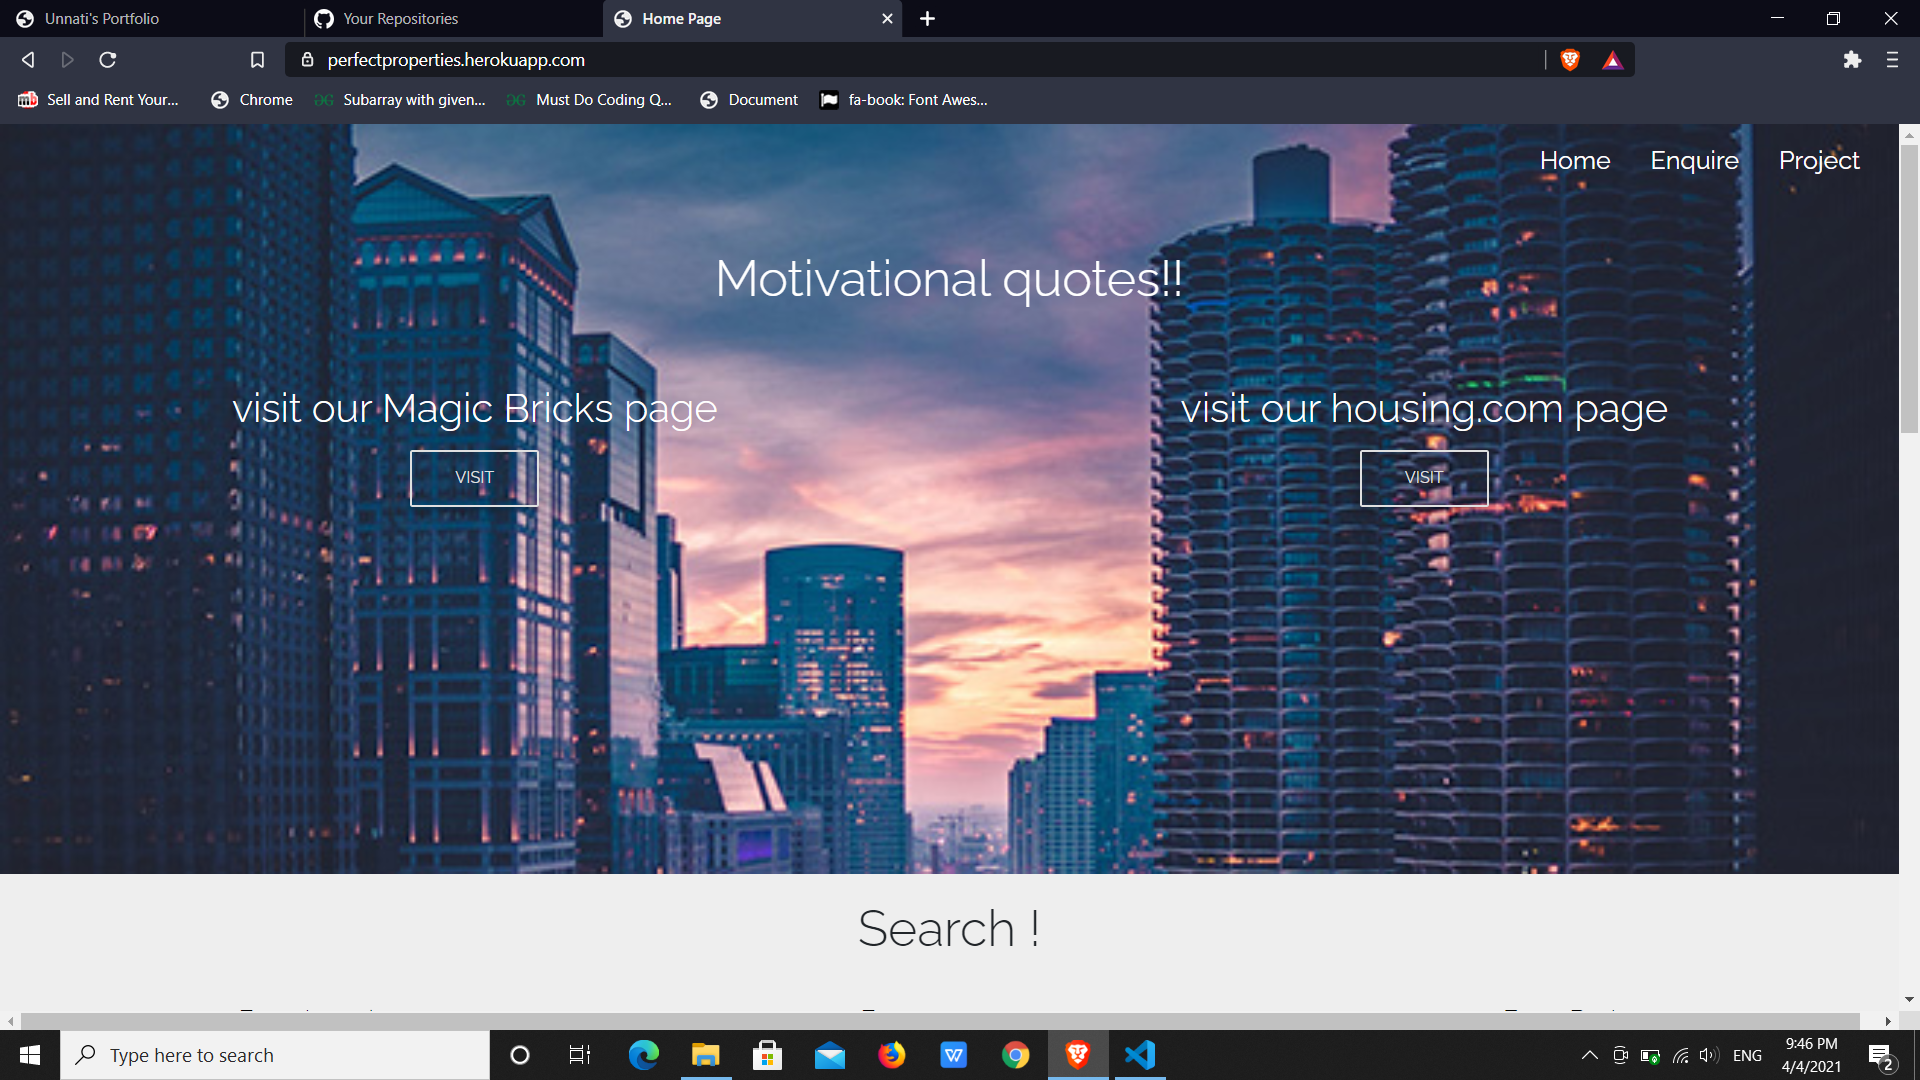 Unnati's Portfolio
Your Repositories
Home Page
perfectproperties.herokuapp.com
Sell and Rent Your...
Chrome
Subarray with given...
Must Do Coding Q...
Document
fa-book: Font Awes...
Home
Enquire
Project
Motivational quotes!!
visit our Magic Bricks page
visit our housing.com page
VISIT
VISIT
Search !
Type here to search
ENG
9:46 PM
4/4/2021
2